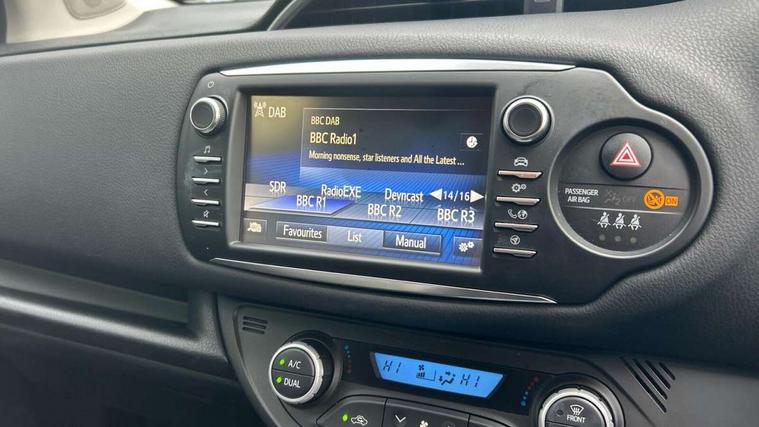 DAB
BBC DAB
BBC Radio1
Morning nonsense, star listeners and All the Latest ...
SDR RadioEXE Devncast 14/16
BBC R1 BBC R2 BBC R3
Favourites List Manual
PASSENGER
AIR BAG
OFF
ON
A/C
DUAL
HI HI
FRONT